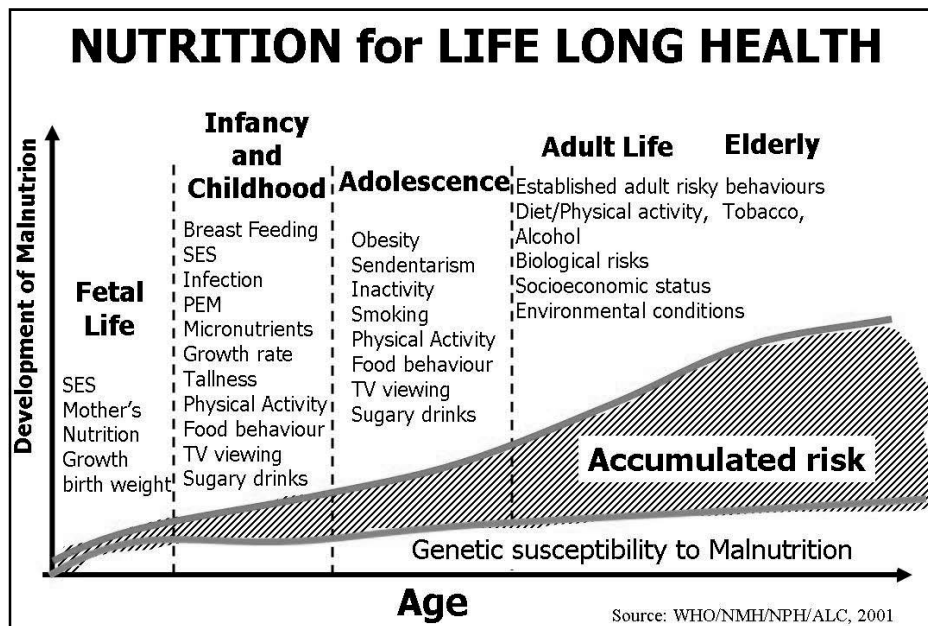 NUTRITION for LIFE LONG HEALTH
Development of Malnutrion
Fetal
Life
SES
Mother's
Nutrition
Growth
birth weight
Infancy
and
Childhood
Breast Feeding
SES
Infection
PEM
Micronutrients
Growth rate
Tallness
Physical Activity
Food behaviour
TV viewing
Sugary drinks
Adolescence
Obesity
Sendentarism
Inactivity
Smoking
Physical Activity
Food behaviour
TV viewing
Sugary drinks
Adult Life
Elderly
Established adult risky behaviours
Diet/Physical activity, Tobacco,
Alcohol
Biological risks
Socioeconomic status
Environmental conditions
Accumulated risk
Genetic susceptibility to Malnutrition
Age
Source: WHO/NMH/NPH/ALC, 2001